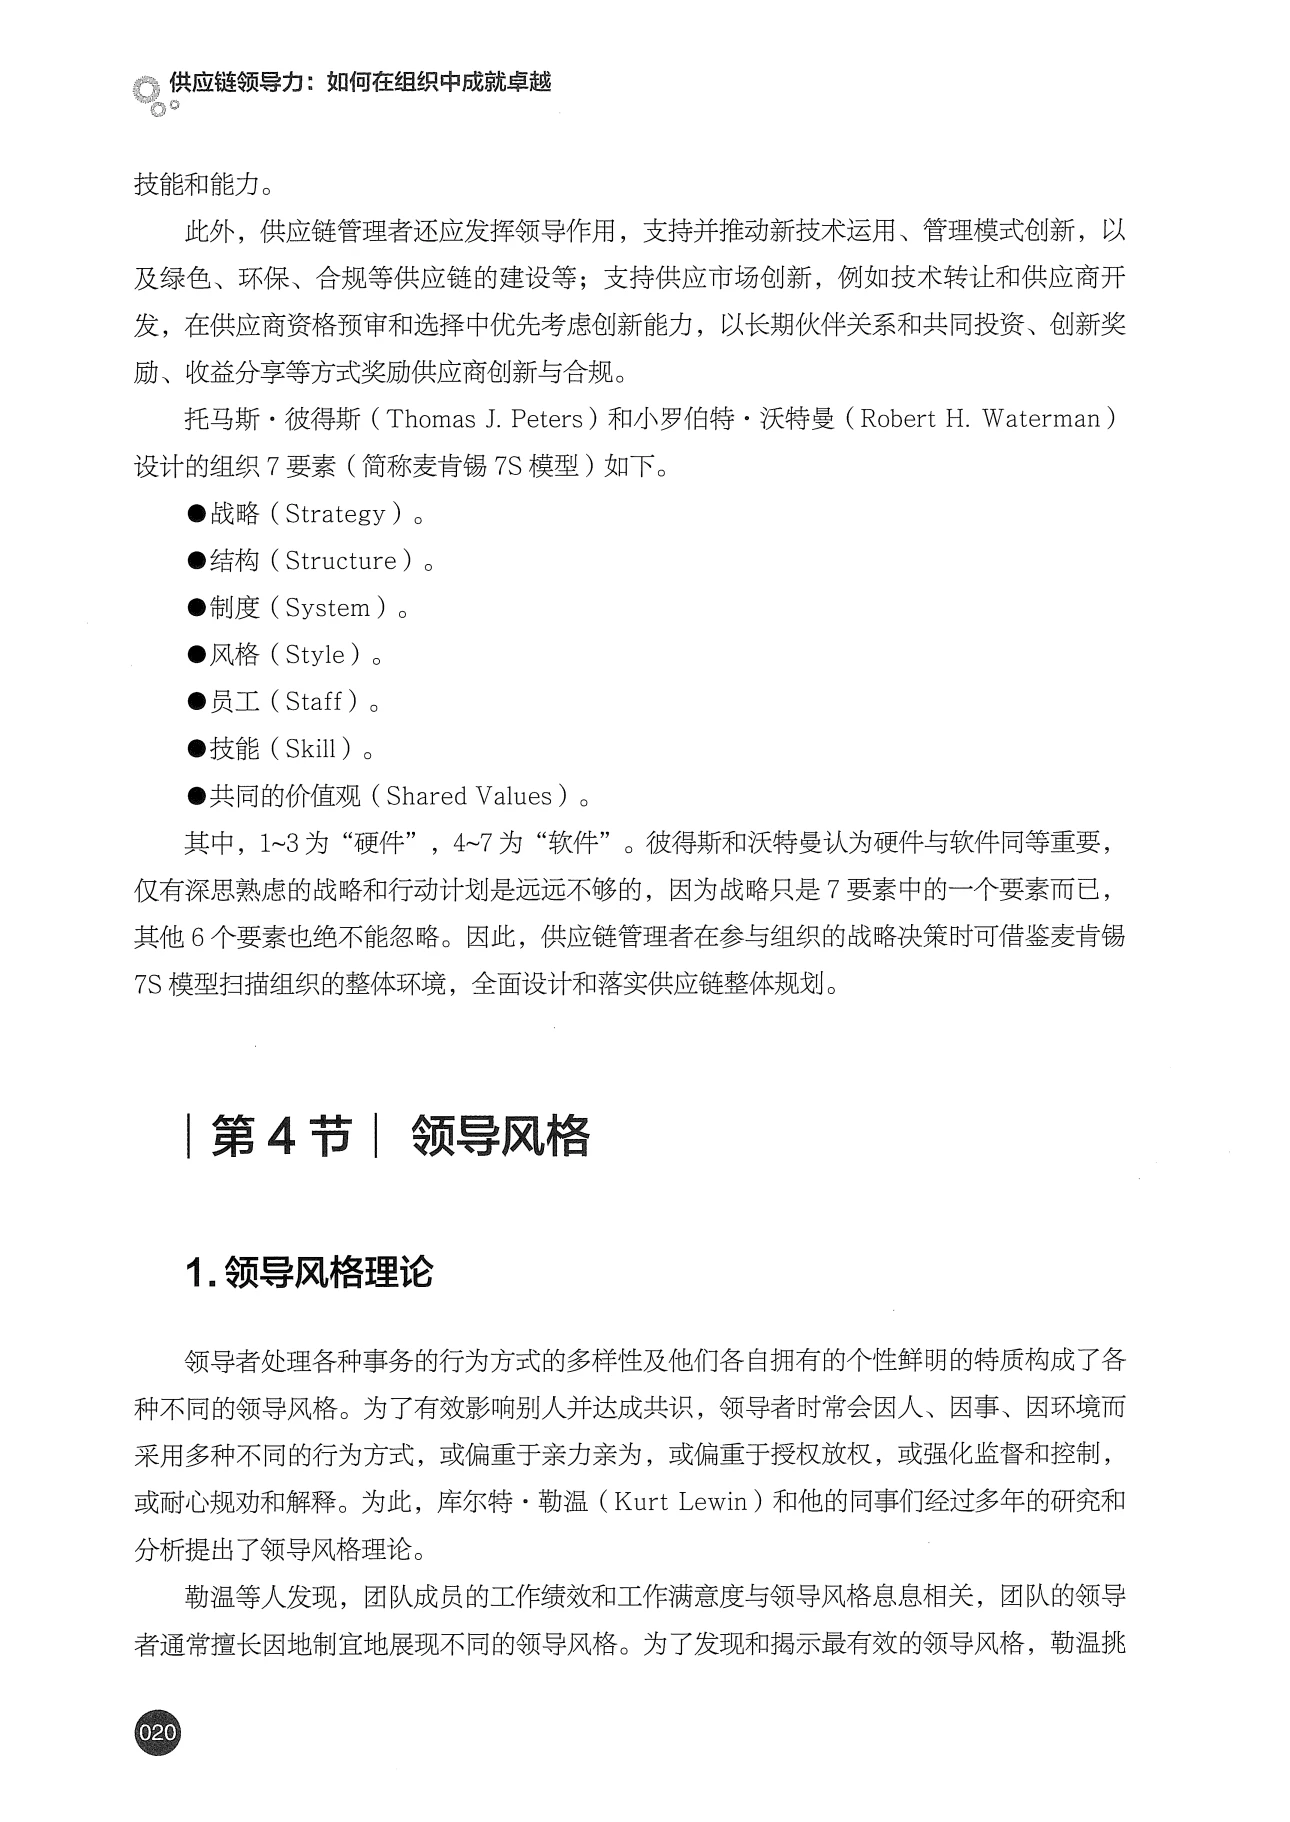 供应链领导力：如何在组织中成就卓越
技能和能力。
此外，供应链管理者还应发挥领导作用，支持并推动新技术运用、管理模式创新，以
及绿色、环保、合规等供应链的建设等；支持供应市场创新，例如技术转让和供应商开
发，在供应商资格预审和选择中优先考虑创新能力，以长期伙伴关系和共同投资、创新奖
励、收益分享等方式奖励供应商创新与合规。
托马斯·彼得斯（Thomas J. Peters）和小罗伯特·沃特曼（Robert H. Waterman）
设计的组织 7 要素（简称麦肯锡 7S 模型）如下。
●战略（Strategy）。
●结构（Structure）。
●制度（System）。
●风格（Style）。
●员工（Staff）。
●技能（Skill）。
●共同的价值观（Shared Values）。
其中，1~3 为“硬件”，4~7 为“软件”。彼得斯和沃特曼认为硬件与软件同等重要，
仅有深思熟虑的战略和行动计划是远远不够的，因为战略只是 7 要素中的一个要素而已，
其他 6 个要素也绝不能忽略。因此，供应链管理者在参与组织的战略决策时可借鉴麦肯锡
7S 模型扫描组织的整体环境，全面设计和落实供应链整体规划。
｜第 4 节｜ 领导风格
1. 领导风格理论
领导者处理各种事务的行为方式的多样性及他们各自拥有的个性鲜明的特质构成了各
种不同的领导风格。为了有效影响别人并达成共识，领导者时常会因人、因事、因环境而
采用多种不同的行为方式，或偏重于亲力亲为，或偏重于授权放权，或强化监督和控制，
或耐心规劝和解释。为此，库尔特·勒温（Kurt Lewin）和他的同事们经过多年的研究和
分析提出了领导风格理论。
勒温等人发现，团队成员的工作绩效和工作满意度与领导风格息息相关，团队的领导
者通常擅长因地制宜地展现不同的领导风格。为了发现和揭示最有效的领导风格，勒温挑
020